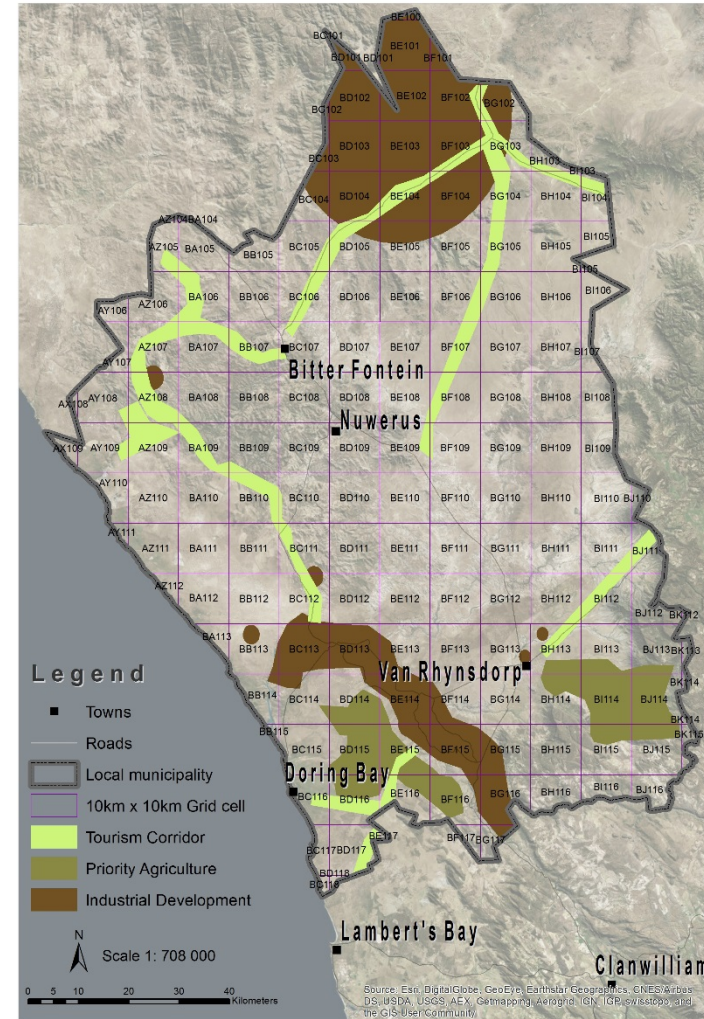 BE100
BC101 BE101
BD101 BD101 BF101
BD102 BE102 BF102 BG102
BC102
BD103 BE103 BF103 BG103
BC103 BH103 BI103
BC104 BD104 BE104 BF104 BG104 BH104 BI104
AZ104 BA104
AZ105 BA105 BB105 BC105 BD105 BE105 BF105 BG105 BH105 BI105
BI105
AY106 AZ106 BA106 BB106 BC106 BD106 BE106 BF106 BG106 BH106 BI106
AY107 AZ107 BA107 BB107 BC107 BD107 BE107 BF107 BG107 BH107 BI107
Bitter Fontein
AX108 AY108 AZ108 BA108 BB108 BC108 BD108 BE108 BF108 BG108 BH108 BI108
Nuwerus
AX109 AY109 AZ109 BA109 BB109 BC109 BD109 BE109 BF109 BG109 BH109 BI109
AY110 AZ110 BA110 BB110 BC110 BD110 BE110 BF110 BG110 BH110 BI110 BJ110
AY111 AZ111 BA111 BB111 BC111 BD111 BE111 BF111 BG111 BH111 BI111 BJ111
AZ112 BA112 BB112 BC112 BD112 BE112 BF112 BG112 BH112 BI112 BJ112 BK112
BA113 BB113 BC113 BD113 BE113 BF113 BG113 BH113 BI113 BJ113 BK113
Van Rhynsdorp
BB114 BC114 BD114 BE114 BF114 BG114 BH114 BI114 BJ114 BK114
BK114
BB115 BC115 BD115 BE115 BF115 BG115 BH115 BI115 BJ115 BK115
Doring Bay
BC116 BD116 BE116 BF116 BG116 BH116 BI116 BJ116
BE117 BF117 BG117
BC117 BD117
BD118
BC118
Lambert's Bay
Clanwilliam
Legend
Towns
Roads
Local municipality
10km x 10km Grid cell
Tourism Corridor
Priority Agriculture
Industrial Development
N
Scale 1: 708 000
0 5 10 20 30 40
Kilometers
Source: Esri, DigitalGlobe, GeoEye, Earthstar Geographics, CNES/Airbus
DS, USDA, USGS, AEX, Getmapping, Aerogrid, IGN, IGP, swisstopo, and
the GIS User Community